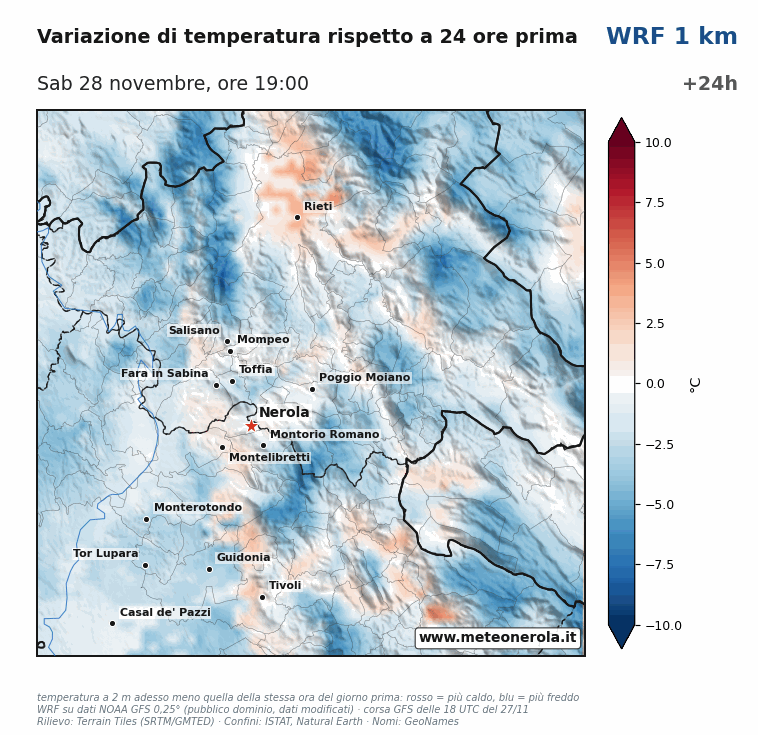 Variazione di temperatura rispetto a 24 ore prima
WRF 1 km
Sab 28 novembre, ore 19:00
+24h
Rieti
Salisano
Mompeo
Toffia
Fara in Sabina
Poggio Moiano
Nerola
Montorio Romano
Montelibretti
Monterotondo
Tor Lupara
Guidonia
Tivoli
Casal de' Pazzi
www.meteonerola.it
10.0
7.5
5.0
2.5
0.0
−2.5
−5.0
−7.5
−10.0
°C
temperatura a 2 m adesso meno quella della stessa ora del giorno prima: rosso = più caldo, blu = più freddo
WRF su dati NOAA GFS 0,25° (pubblico dominio, dati modificati) · corsa GFS delle 18 UTC del 27/11
Rilievo: Terrain Tiles (SRTM/GMTED) · Confini: ISTAT, Natural Earth · Nomi: GeoNames